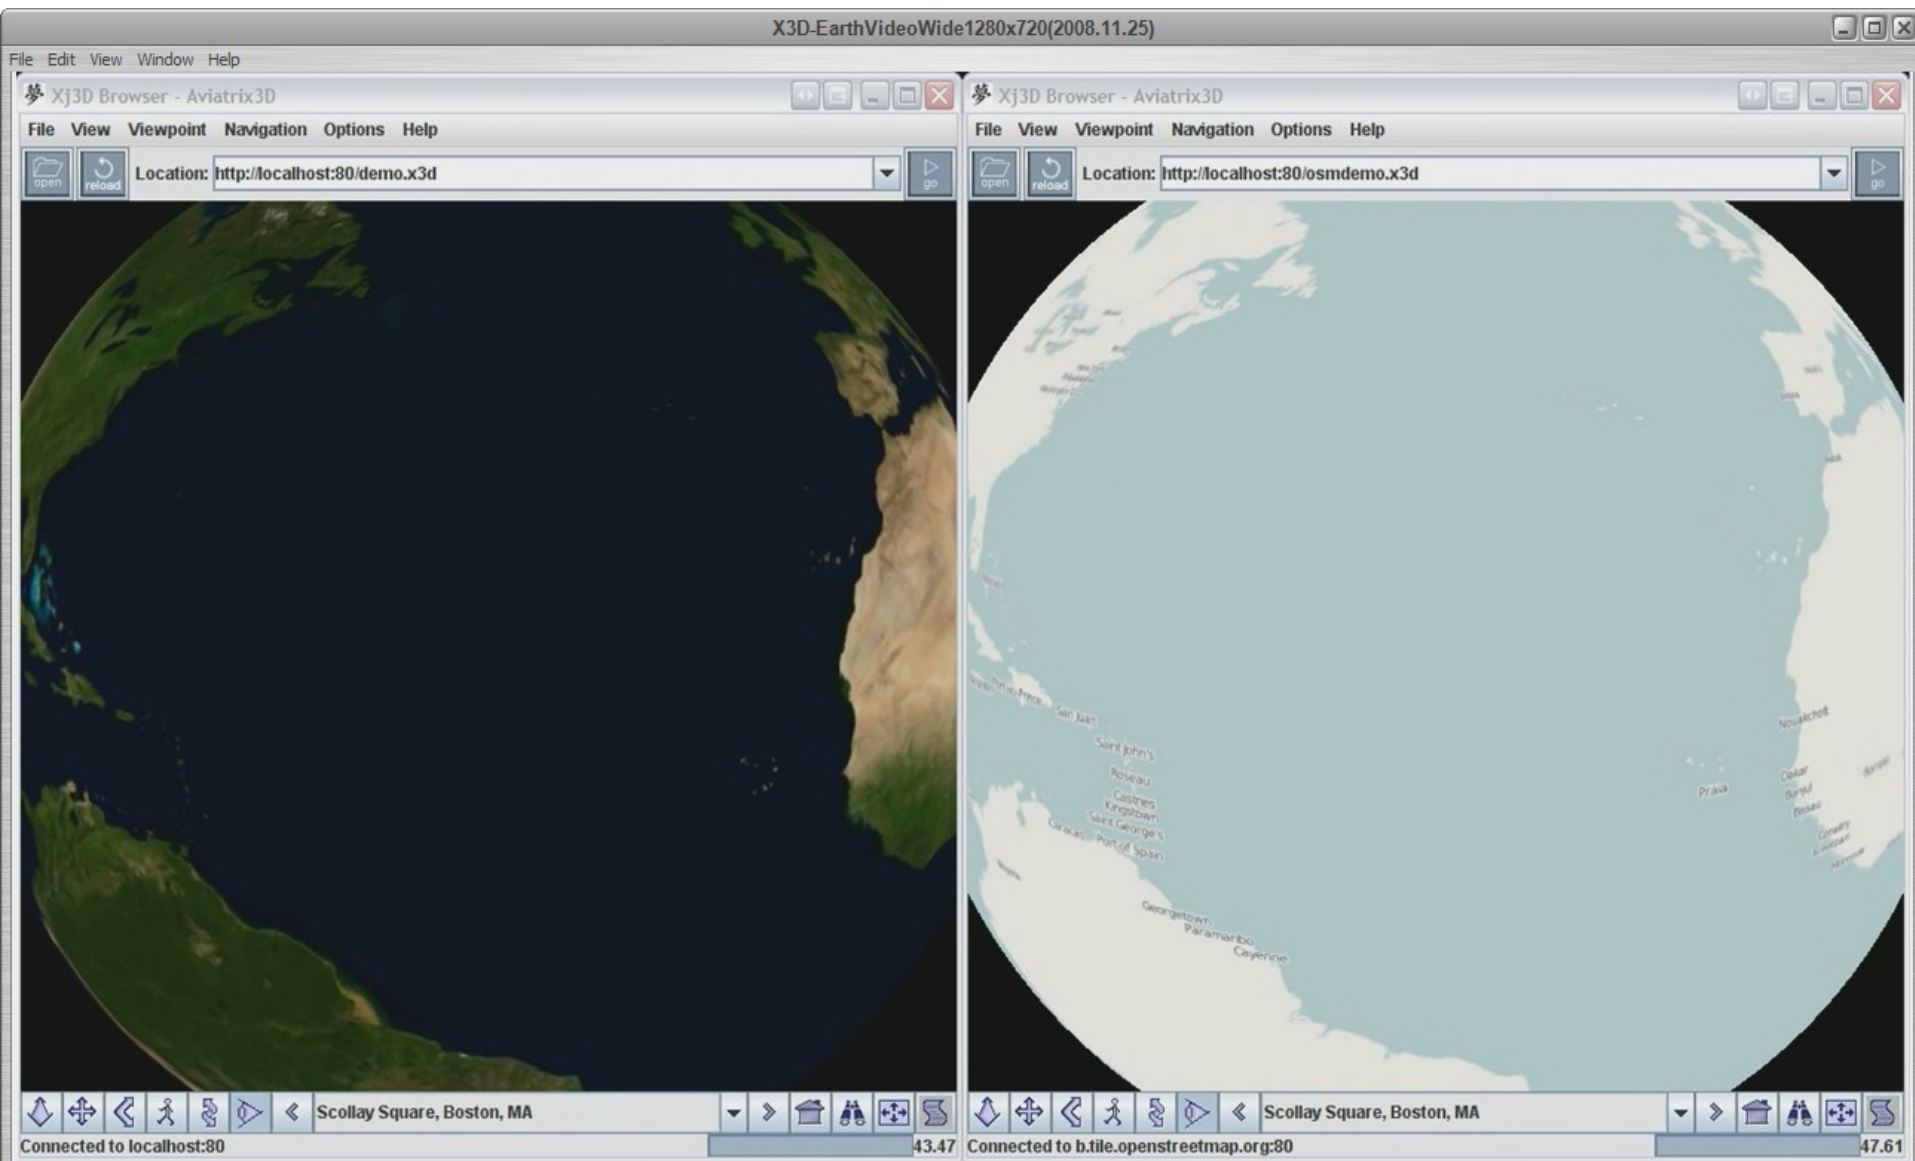 X3D-EarthVideoWide1280x720(2008.11.25)
File Edit View Window Help
夢 Xj3D Browser - Aviatrix3D
File View Viewpoint Navigation Options Help
open reload Location: http://localhost:80/demo.x3d go
Scollay Square, Boston, MA
Connected to localhost:80 43.47
夢 Xj3D Browser - Aviatrix3D
File View Viewpoint Navigation Options Help
open reload Location: http://localhost:80/osmdemo.x3d go
San Juan
Saint John's
Nouakchott
Roseau
Dakar
Praia
Banjul
Castries
Kingstown
Bissau
Saint George's
Caracas
Conakry
Port of Spain
Georgetown
Paramaribo
Cayenne
Scollay Square, Boston, MA
Connected to b.tile.openstreetmap.org:80 47.61